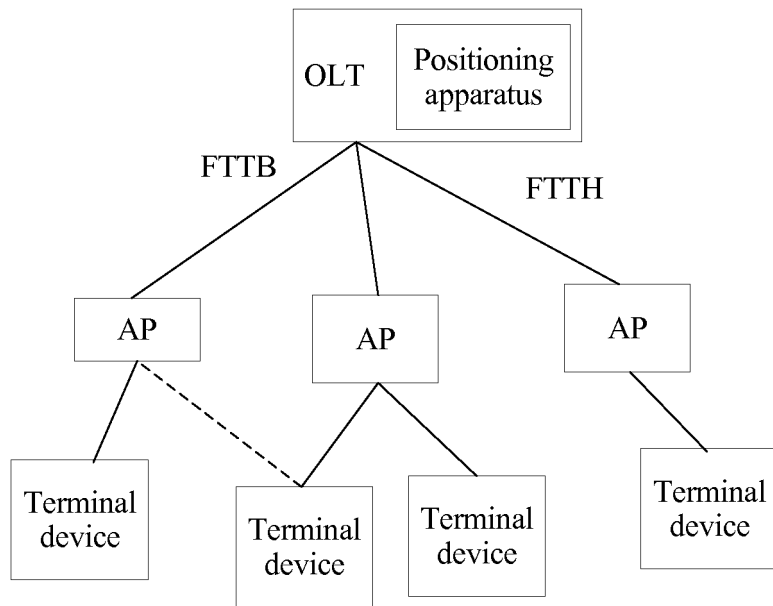 OLT
Positioning
apparatus
FTTB
FTTH
AP
AP
AP
Terminal
device
Terminal
device
Terminal
device
Terminal
device